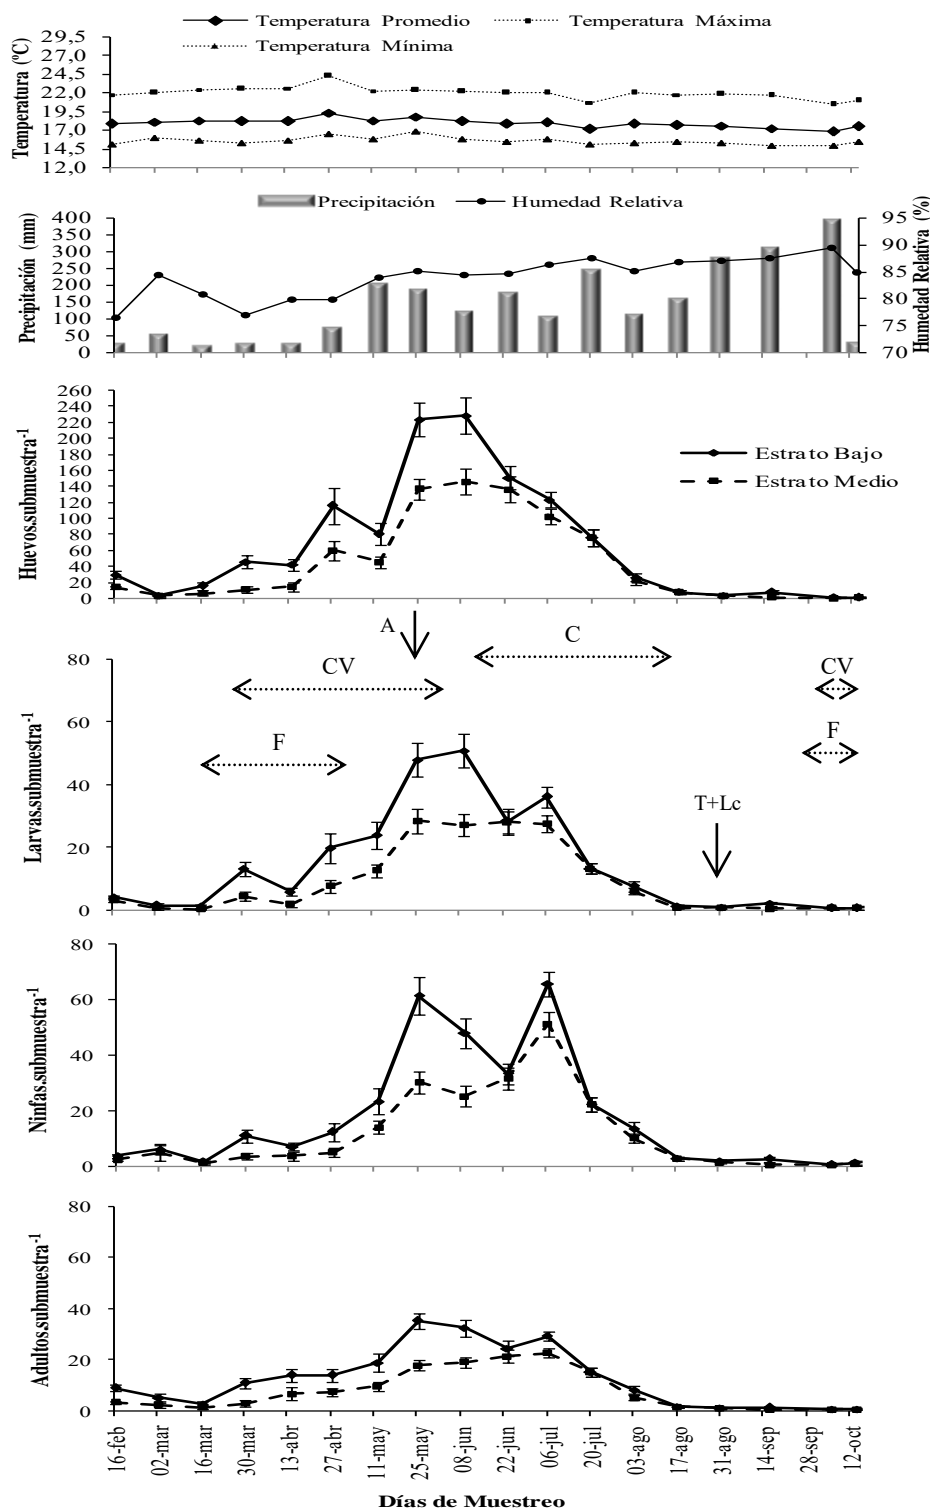 Temperatura Promedio
Temperatura Máxima
Temperatura Mínima
Temperatura (ºC)
29,5
27,0
24,5
22,0
19,5
17,0
14,5
12,0
Precipitación
Humedad Relativa
Precipitación (mm)
400
350
300
250
200
150
100
50
0
95
90
85
80
75
70
Humedad Relativa (%)
Huevos.submuestra-1
260
240
220
200
180
160
140
120
100
80
60
40
20
0
Estrato Bajo
Estrato Medio
A
C
CV
CV
F
F
T+Lc
Larvas.submuestra-1
80
60
40
20
0
Ninfas.submuestra-1
80
60
40
20
0
Adultos.submuestra-1
80
60
40
20
0
16-feb
02-mar
16-mar
30-mar
13-abr
27-abr
11-may
25-may
08-jun
22-jun
06-jul
20-jul
03-ago
17-ago
31-ago
14-sep
28-sep
12-oct
Días de Muestreo